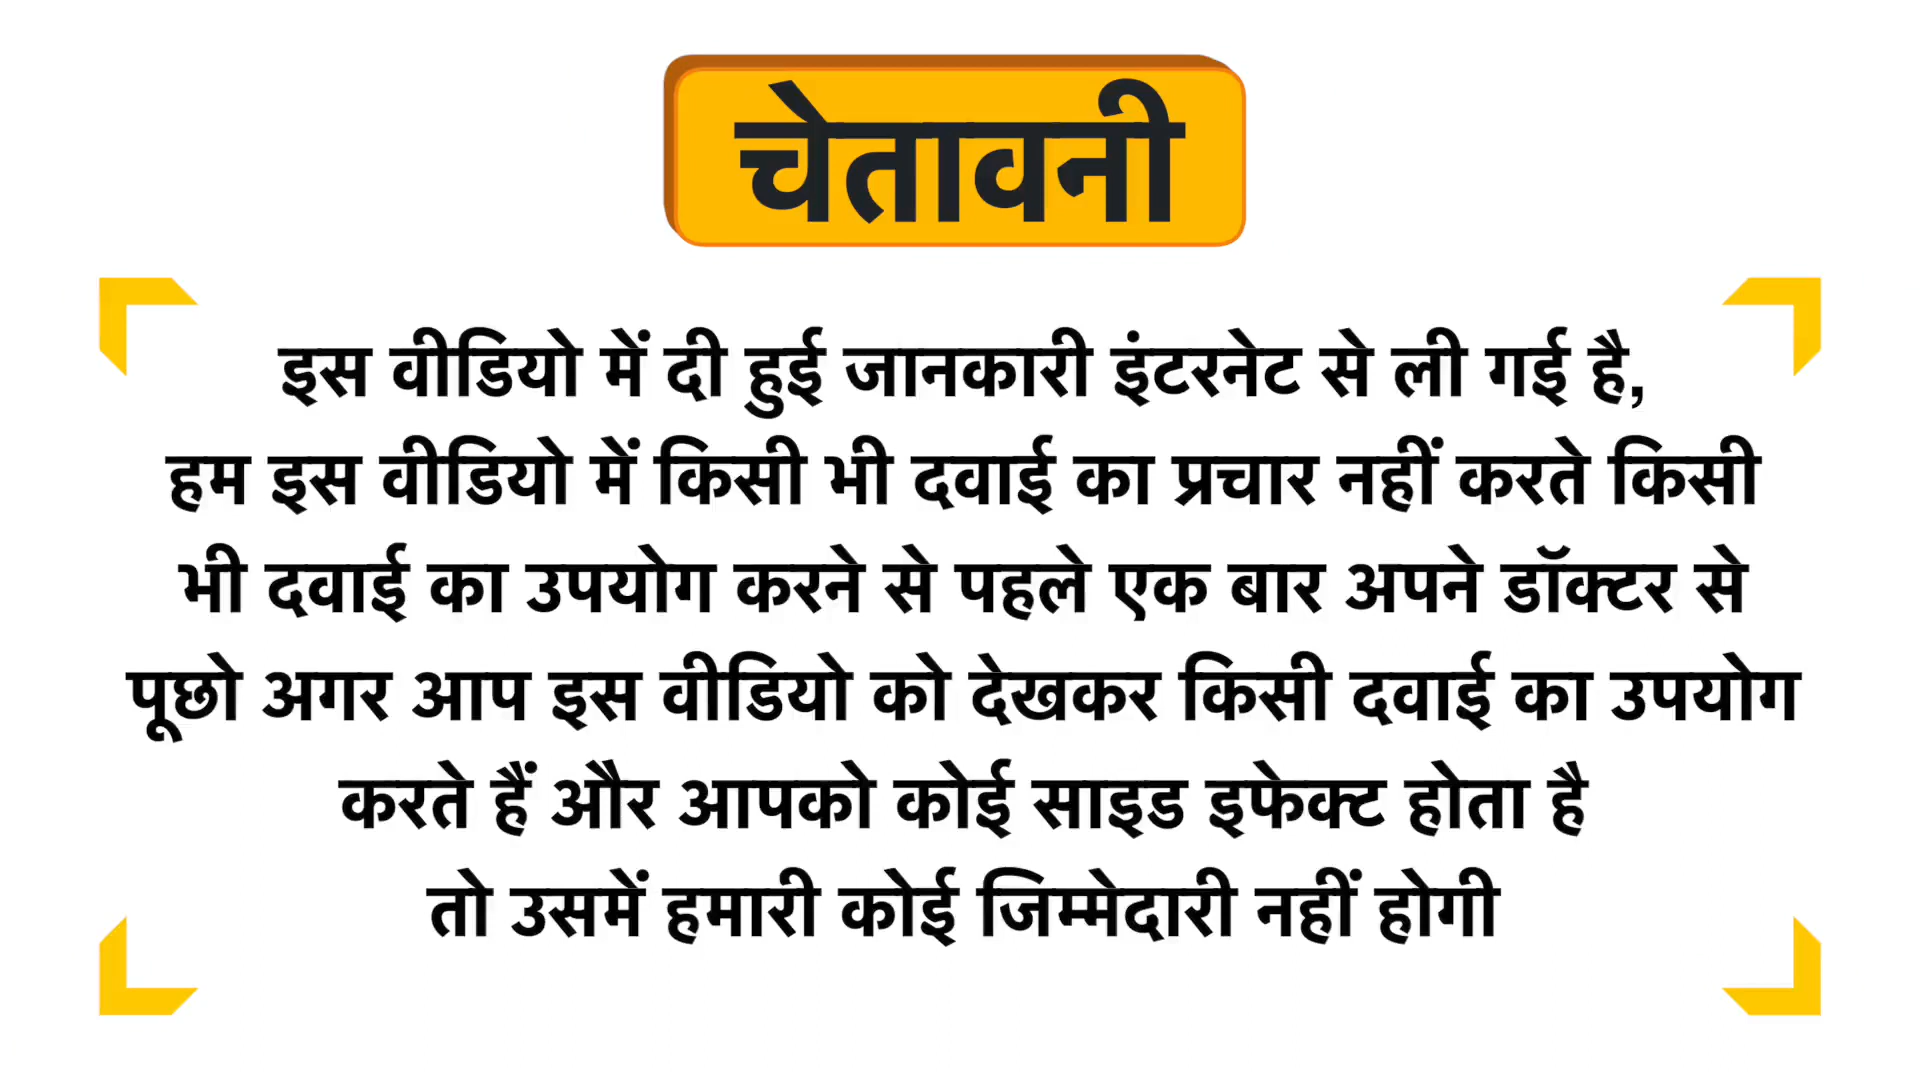 चेतावनी
इस वीडियो में दी हुई जानकारी इंटरनेट से ली गई है,
हम इस वीडियो में किसी भी दवाई का प्रचार नहीं करते किसी
भी दवाई का उपयोग करने से पहले एक बार अपने डॉक्टर से
पूछो अगर आप इस वीडियो को देखकर किसी दवाई का उपयोग
करते हैं और आपको कोई साइड इफेक्ट होता है
तो उसमें हमारी कोई जिम्मेदारी नहीं होगी